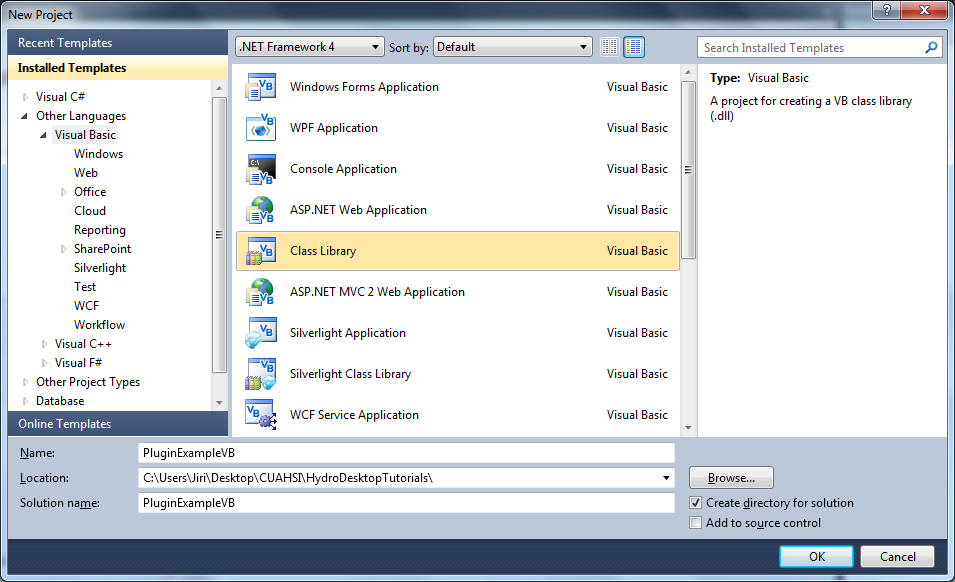 New Project
Recent Templates
Installed Templates
Visual C#
Other Languages
Visual Basic
Windows
Web
Office
Cloud
Reporting
SharePoint
Silverlight
Test
WCF
Workflow
Visual C++
Visual F#
Other Project Types
Database
Online Templates
.NET Framework 4 Sort by: Default
Windows Forms Application Visual Basic
WPF Application Visual Basic
Console Application Visual Basic
ASP.NET Web Application Visual Basic
Class Library Visual Basic
ASP.NET MVC 2 Web Application Visual Basic
Silverlight Application Visual Basic
Silverlight Class Library Visual Basic
WCF Service Application Visual Basic
Search Installed Templates
Type: Visual Basic
A project for creating a VB class library
(.dll)
Name: PluginExampleVB
Location: C:\Users\Jiri\Desktop\CUAHSI\HydroDesktopTutorials\ Browse...
Solution name: PluginExampleVB
Create directory for solution
Add to source control
OK Cancel